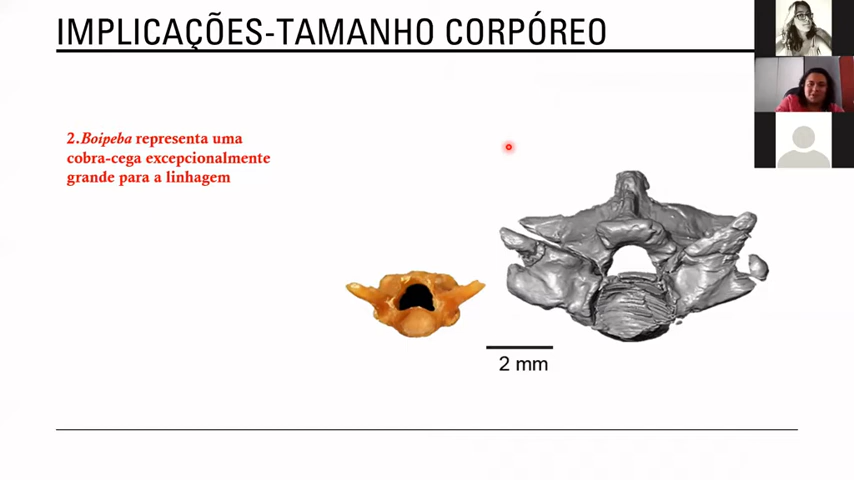 IMPLICAÇÕES-TAMANHO CORPÓREO
2.Boipeba representa uma
cobra-cega excepcionalmente
grande para a linhagem
2 mm